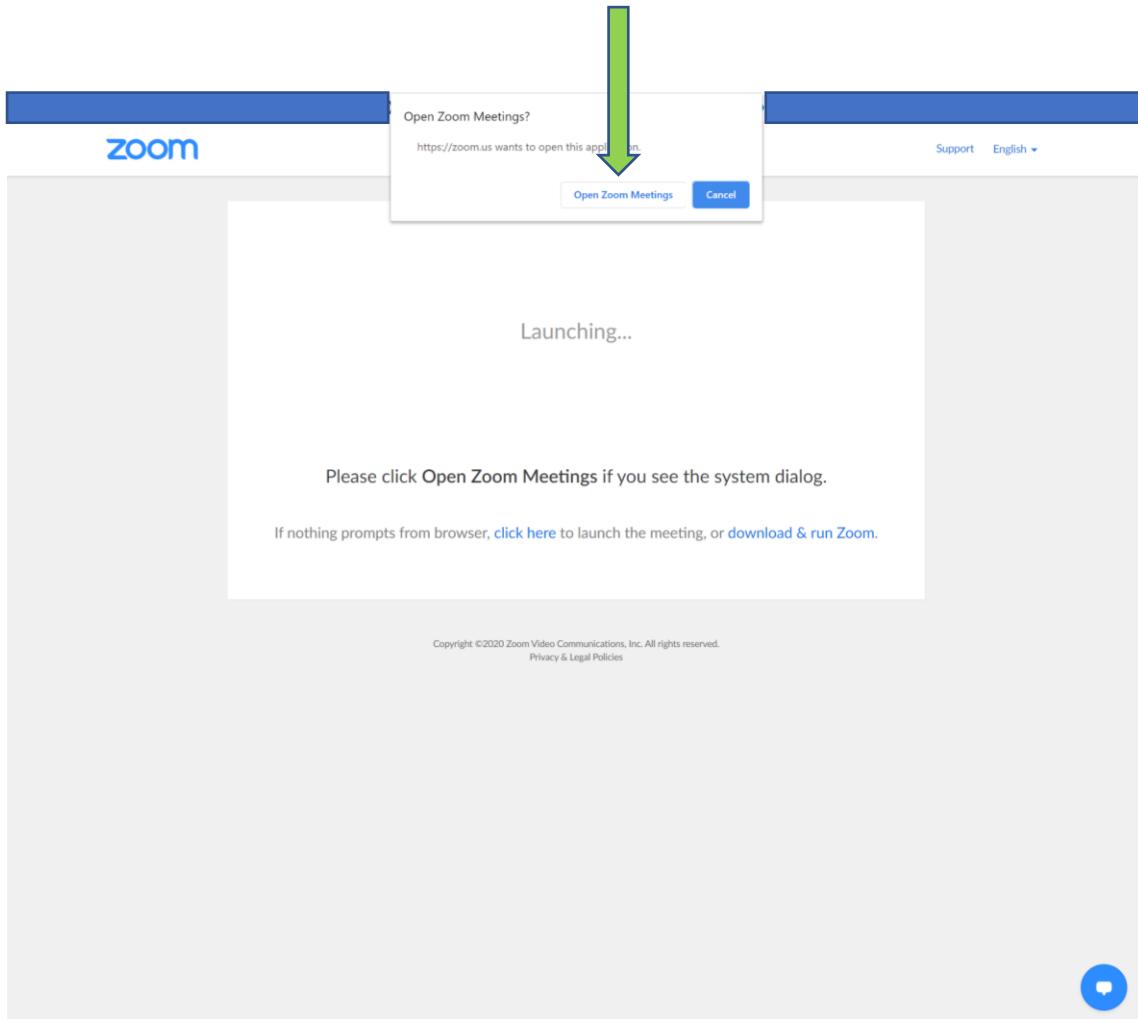 Open Zoom Meetings?
https://zoom.us wants to open this application.
Open Zoom Meetings Cancel
zoom
Support English
Launching...
Please click Open Zoom Meetings if you see the system dialog.
If nothing prompts from browser, click here to launch the meeting, or download & run Zoom.
Copyright ©2020 Zoom Video Communications, Inc. All rights reserved.
Privacy & Legal Policies